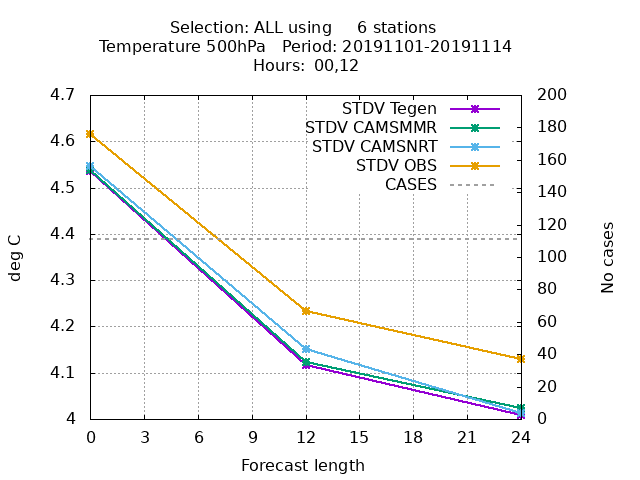 Selection: ALL using     6 stations
Temperature 500hPa   Period: 20191101-20191114
Hours:  00,12
4.7
4.6
4.5
4.4
4.3
4.2
4.1
4
deg C
STDV Tegen
STDV CAMSMMR
STDV CAMSNRT
STDV OBS
CASES
200
180
160
140
120
100
80
60
40
20
0
No cases
0 3 6 9 12 15 18 21 24
Forecast length